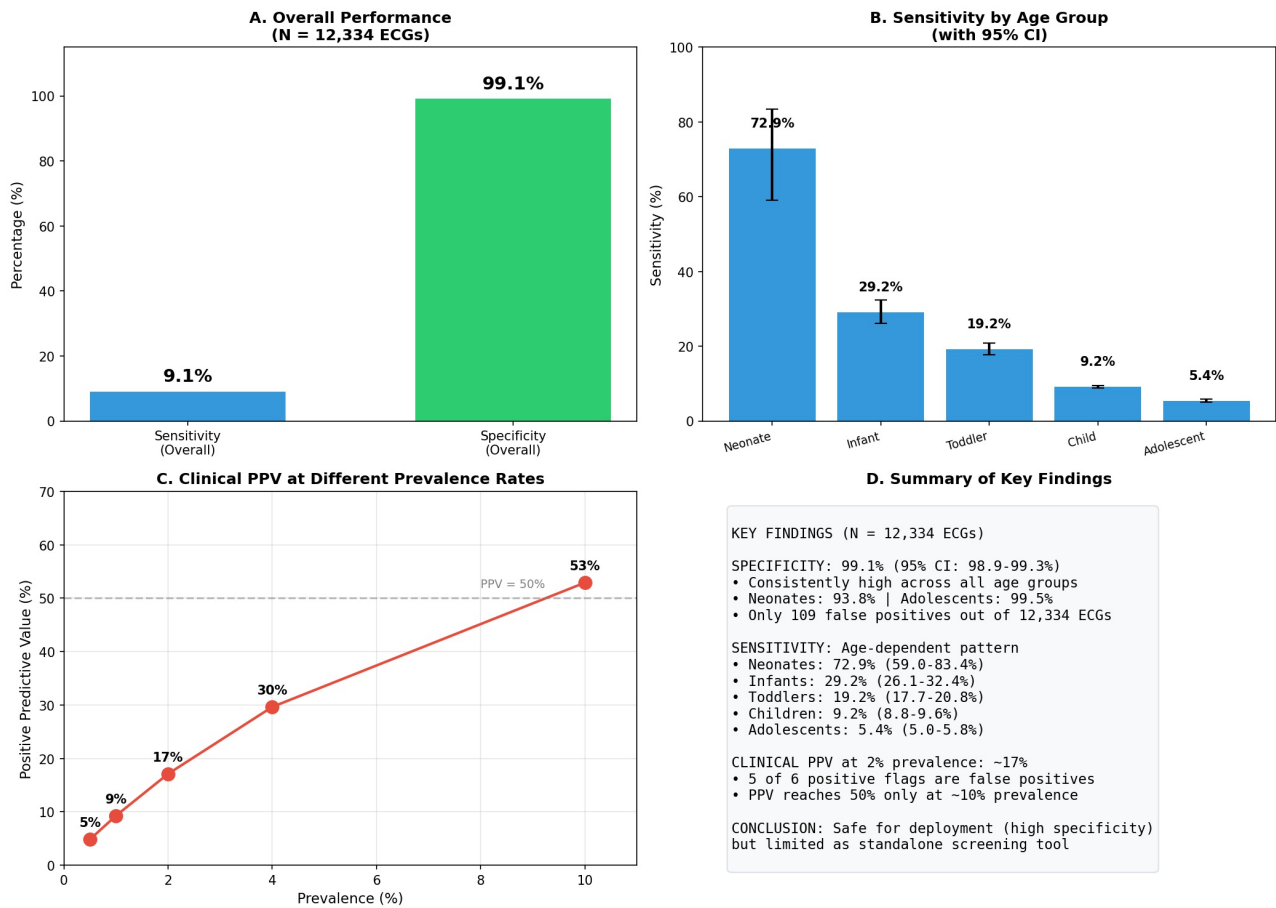 A. Overall Performance
(N = 12,334 ECGs)
Percentage (%)
100
80
60
40
20
0
9.1%
99.1%
Sensitivity
(Overall)
Specificity
(Overall)
B. Sensitivity by Age Group
(with 95% CI)
Sensitivity (%)
100
80
60
40
20
0
72.9%
29.2%
19.2%
9.2%
5.4%
Neonate
Infant
Toddler
Child
Adolescent
C. Clinical PPV at Different Prevalence Rates
Positive Predictive Value (%)
70
60
50
40
30
20
10
0
5%
9%
17%
30%
53%
PPV = 50%
0
2
4
6
8
10
Prevalence (%)
D. Summary of Key Findings
KEY FINDINGS (N = 12,334 ECGs)
SPECIFICITY: 99.1% (95% CI: 98.9-99.3%)
• Consistently high across all age groups
• Neonates: 93.8% | Adolescents: 99.5%
• Only 109 false positives out of 12,334 ECGs
SENSITIVITY: Age-dependent pattern
• Neonates: 72.9% (59.0-83.4%)
• Infants: 29.2% (26.1-32.4%)
• Toddlers: 19.2% (17.7-20.8%)
• Children: 9.2% (8.8-9.6%)
• Adolescents: 5.4% (5.0-5.8%)
CLINICAL PPV at 2% prevalence: ~17%
• 5 of 6 positive flags are false positives
• PPV reaches 50% only at ~10% prevalence
CONCLUSION: Safe for deployment (high specificity)
but limited as standalone screening tool